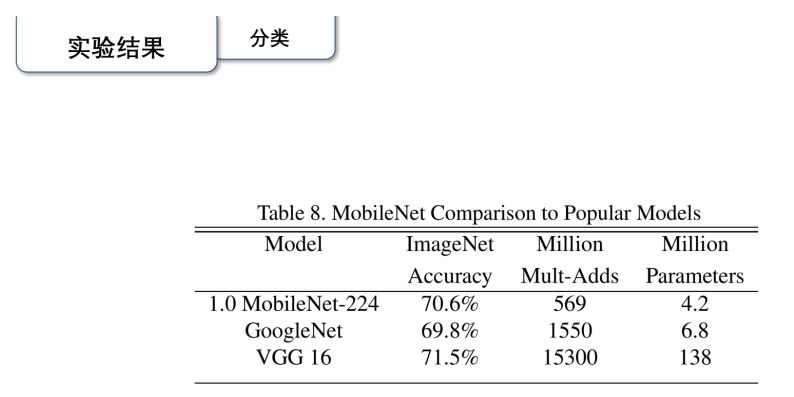 实验结果
分类
Table 8. MobileNet Comparison to Popular Models
Model ImageNet Million Million
Accuracy Mult-Adds Parameters
1.0 MobileNet-224 70.6% 569 4.2
GoogleNet 69.8% 1550 6.8
VGG 16 71.5% 15300 138